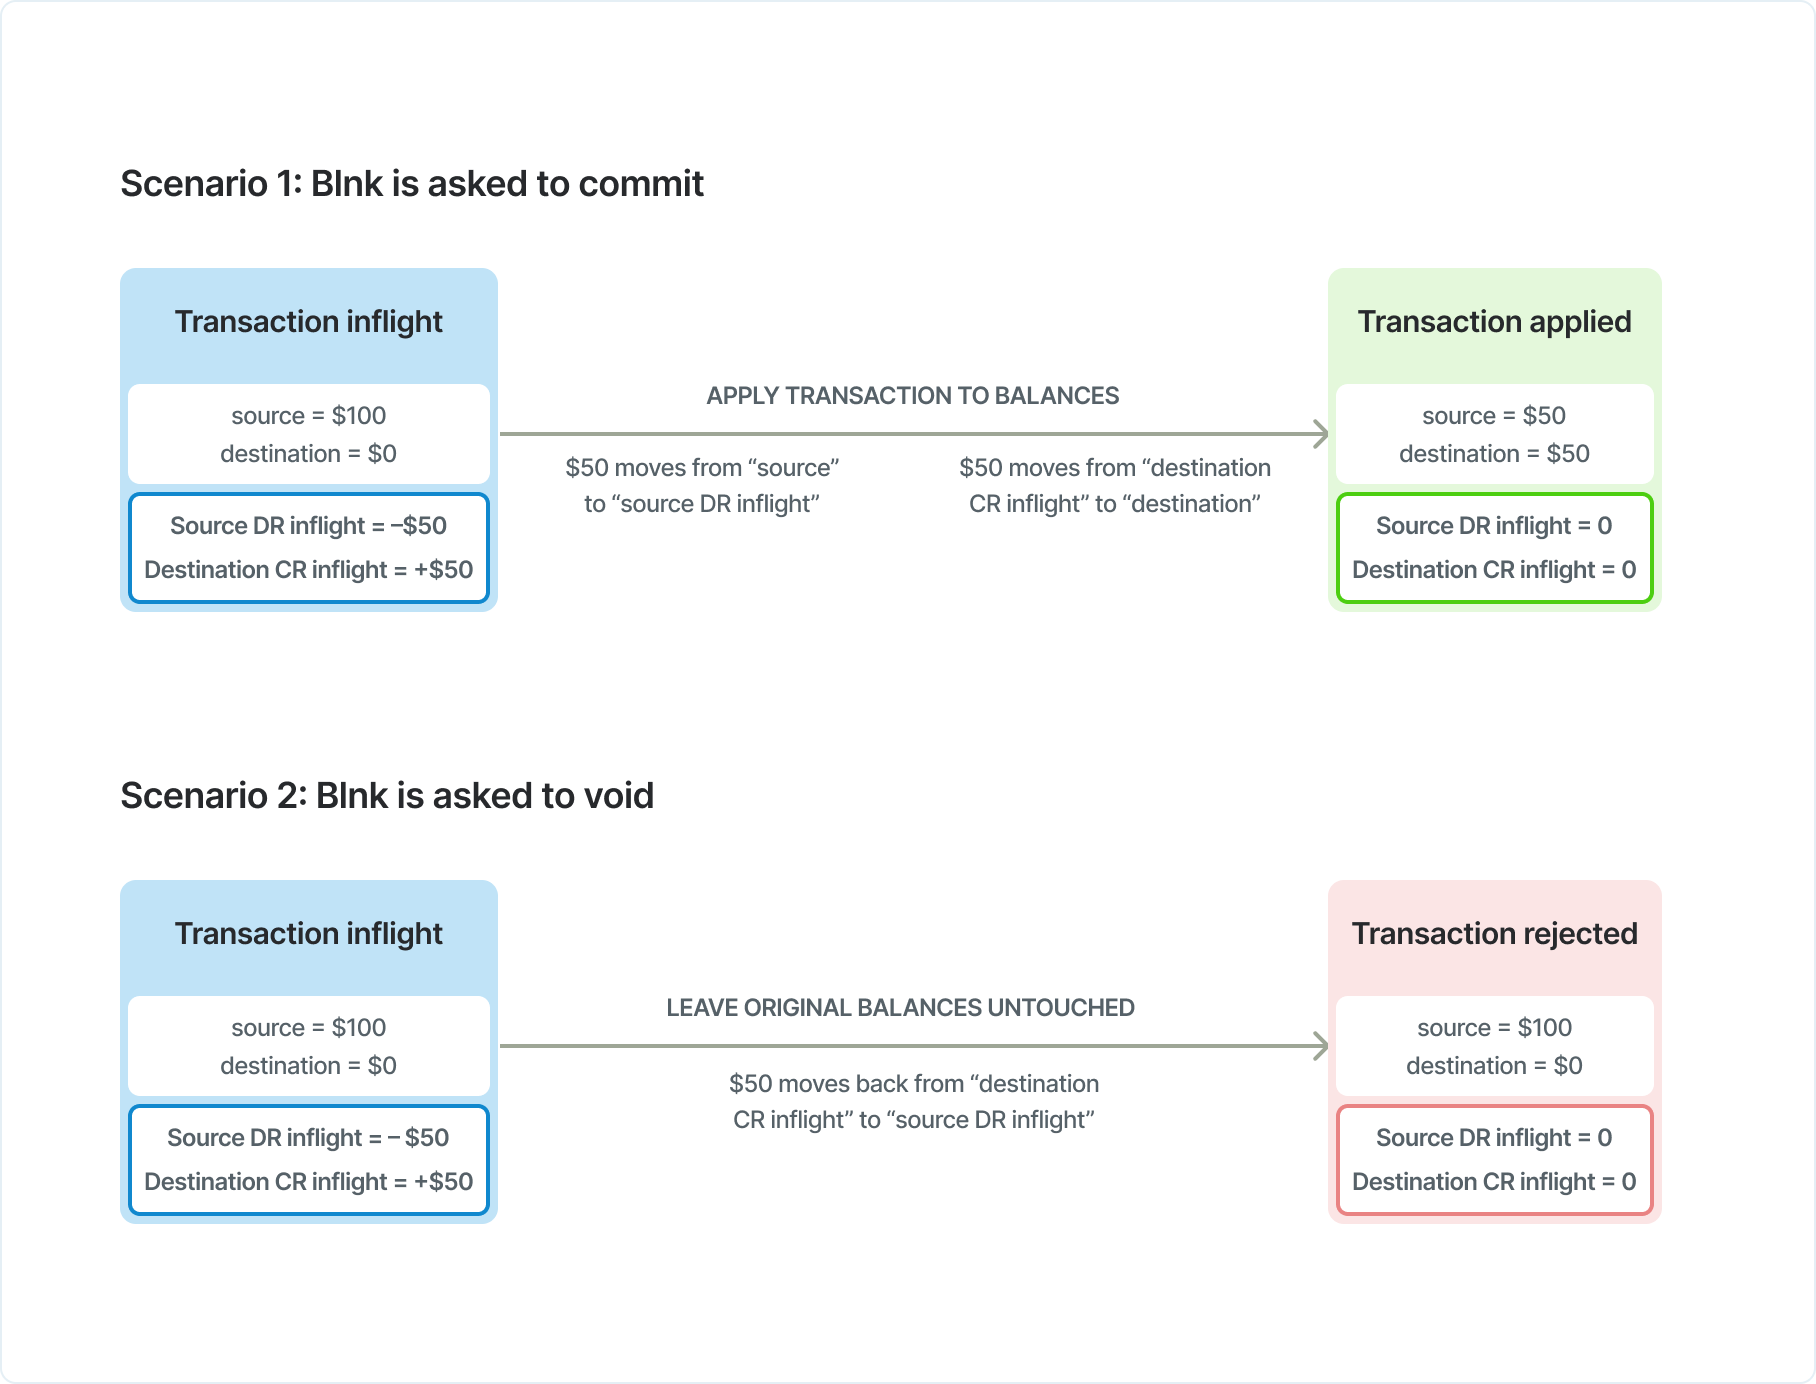 Scenario 1: Blnk is asked to commit
Transaction inflight
source = $100
destination = $0
Source DR inflight = –$50
Destination CR inflight = +$50
APPLY TRANSACTION TO BALANCES
$50 moves from “source”
to “source DR inflight”
$50 moves from “destination
CR inflight” to “destination”
Transaction applied
source = $50
destination = $50
Source DR inflight = 0
Destination CR inflight = 0
Scenario 2: Blnk is asked to void
Transaction inflight
source = $100
destination = $0
Source DR inflight = – $50
Destination CR inflight = +$50
LEAVE ORIGINAL BALANCES UNTOUCHED
$50 moves back from “destination
CR inflight” to “source DR inflight”
Transaction rejected
source = $100
destination = $0
Source DR inflight = 0
Destination CR inflight = 0